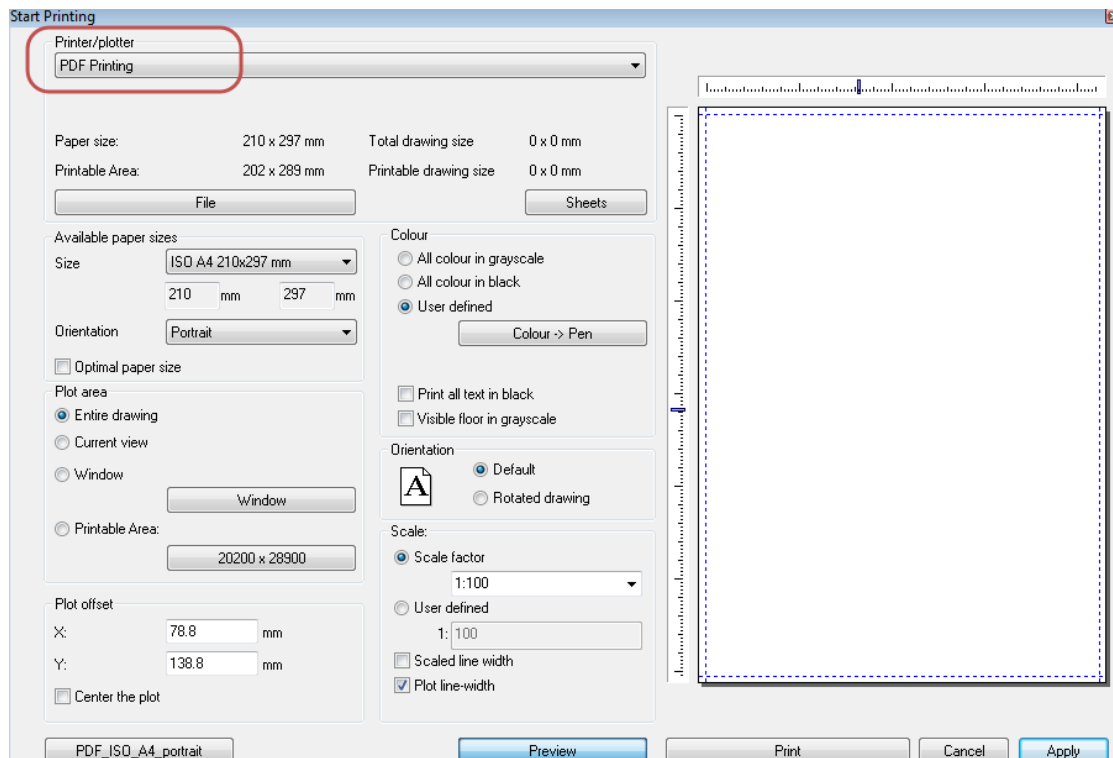 Start Printing
Printer/plotter
PDF Printing
Paper size: 210 x 297 mm Total drawing size 0 x 0 mm
Printable Area: 202 x 289 mm Printable drawing size 0 x 0 mm
File Sheets
Available paper sizes
Size ISO A4 210x297 mm
210 mm 297 mm
Orientation Portrait
Optimal paper size
Plot area
Entire drawing
Current view
Window
Window
Printable Area:
20200 x 28900
Plot offset
X: 78.8 mm
Y: 138.8 mm
Center the plot
Colour
All colour in grayscale
All colour in black
User defined
Colour -> Pen
Print all text in black
Visible floor in grayscale
Orientation
A Default
Rotated drawing
Scale:
Scale factor
1:100
User defined
1: 100
Scaled line width
Plot line-width
PDF_ISO_A4_portrait Preview Print Cancel Apply